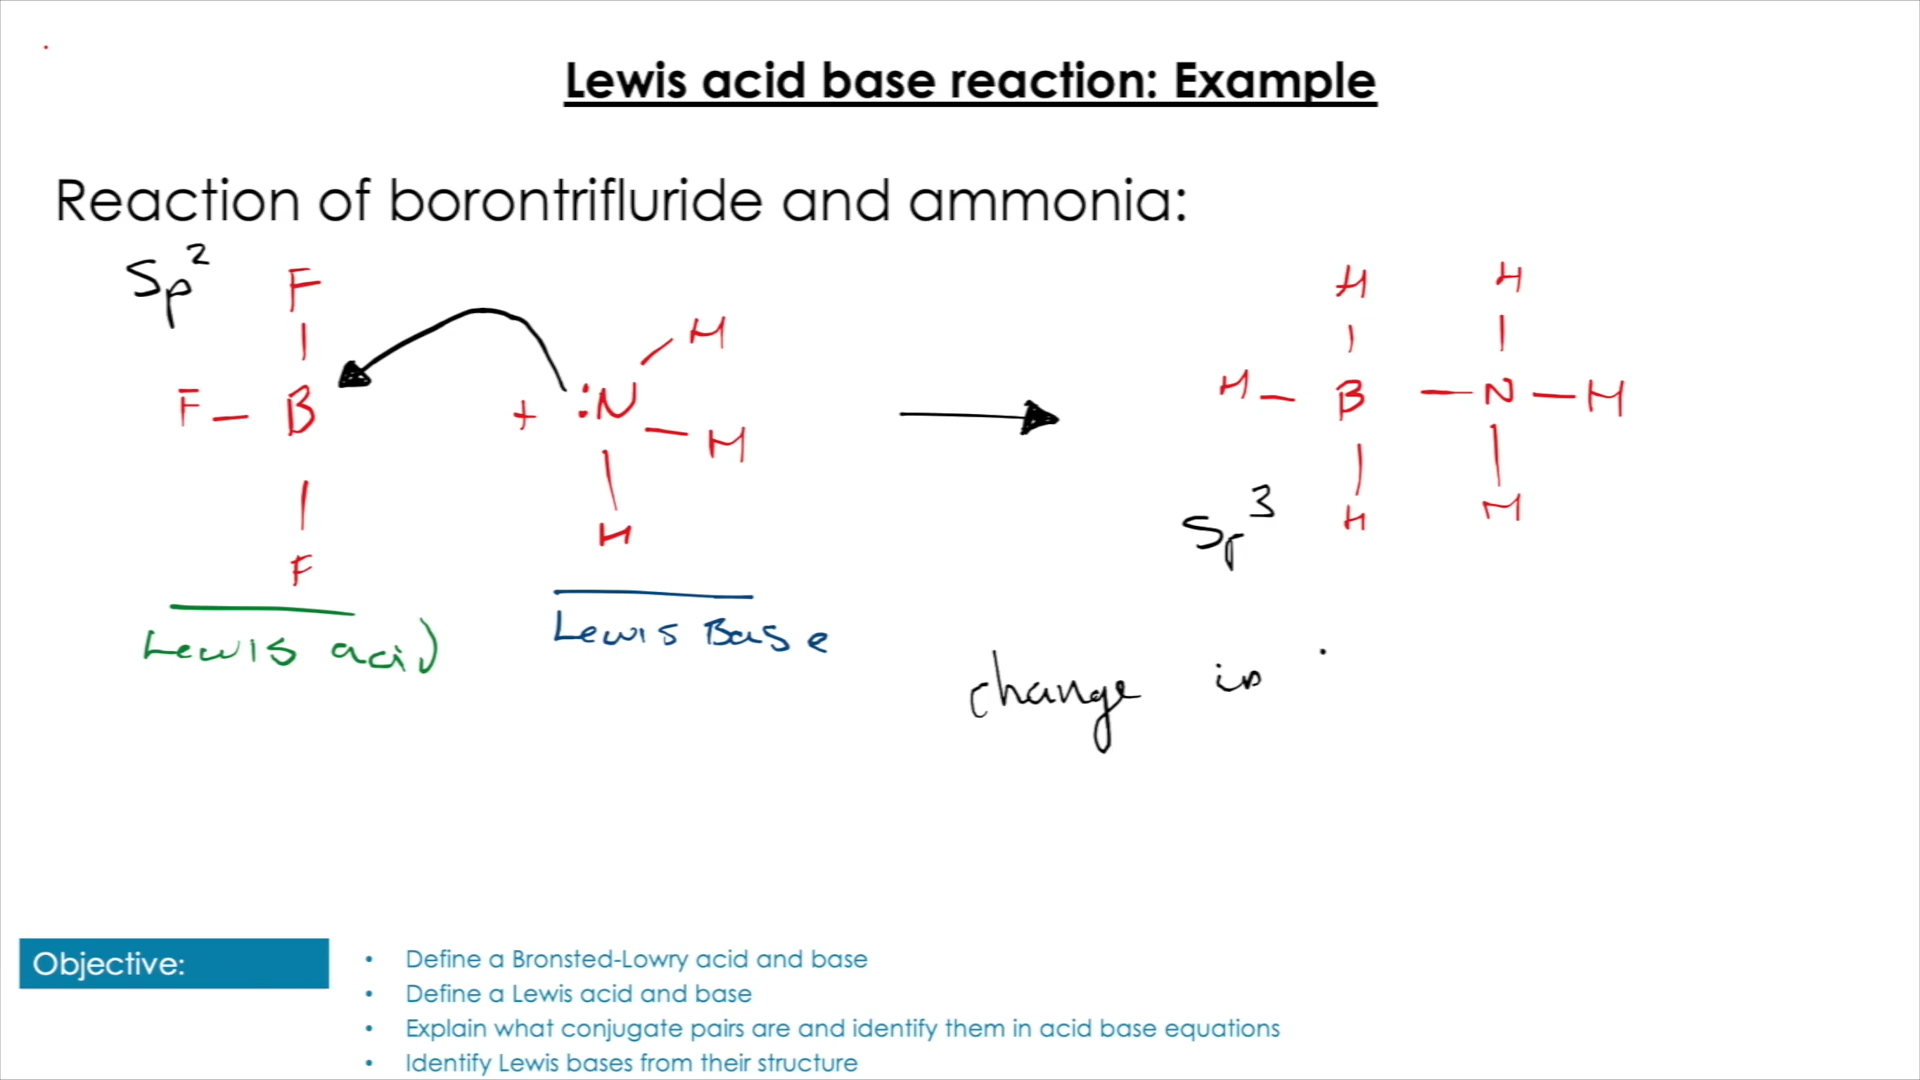 Lewis acid base reaction: Example
Reaction of borontrifluride and ammonia:
Sp²
F
F – B
F
+ :N
H
H
H
H H
H – B – N – H
H H
Sp³
Lewis acid
Lewis Base
change in
Objective:
• Define a Bronsted-Lowry acid and base
• Define a Lewis acid and base
• Explain what conjugate pairs are and identify them in acid base equations
• Identify Lewis bases from their structure